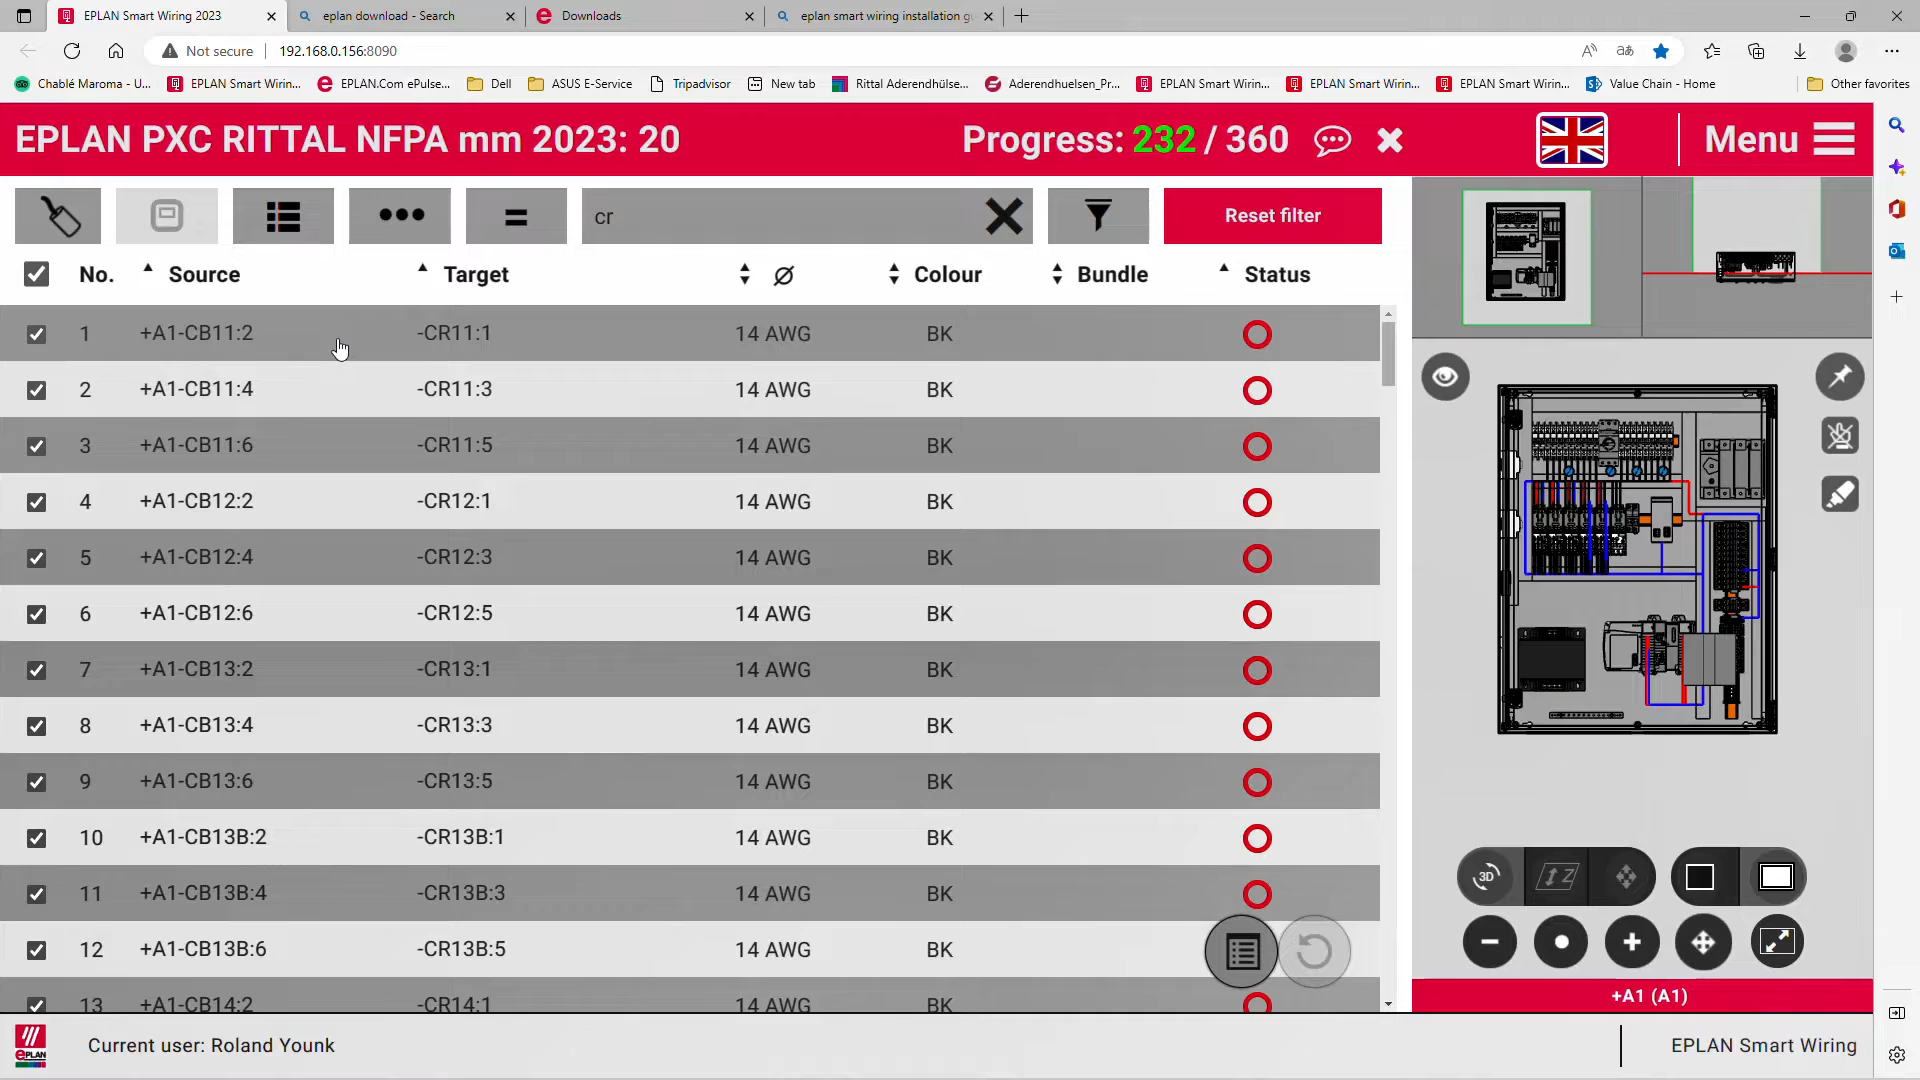 EPLAN Smart Wiring 2023
eplan download - Search
Downloads
eplan smart wiring installation
Not secure
192.168.0.156:8090
Chablé Maroma - U...
EPLAN Smart Wirin...
EPLAN.Com ePulse...
Dell
ASUS E-Service
Tripadvisor
New tab
Rittal Aderendhülse...
Aderendhuelsen_Pr...
EPLAN Smart Wirin...
EPLAN Smart Wirin...
EPLAN Smart Wirin...
Value Chain - Home
Other favorites
EPLAN PXC RITTAL NFPA mm 2023: 20
Progress: 232 / 360
Menu
cr
Reset filter
No. Source Target Ø Colour Bundle Status
1 +A1-CB11:2 -CR11:1 14 AWG BK
2 +A1-CB11:4 -CR11:3 14 AWG BK
3 +A1-CB11:6 -CR11:5 14 AWG BK
4 +A1-CB12:2 -CR12:1 14 AWG BK
5 +A1-CB12:4 -CR12:3 14 AWG BK
6 +A1-CB12:6 -CR12:5 14 AWG BK
7 +A1-CB13:2 -CR13:1 14 AWG BK
8 +A1-CB13:4 -CR13:3 14 AWG BK
9 +A1-CB13:6 -CR13:5 14 AWG BK
10 +A1-CB13B:2 -CR13B:1 14 AWG BK
11 +A1-CB13B:4 -CR13B:3 14 AWG BK
12 +A1-CB13B:6 -CR13B:5 14 AWG BK
13 +A1-CB14:2 -CR14:1 14 AWG BK
3D
Z
+A1 (A1)
ePLAN
Current user: Roland Younk
EPLAN Smart Wiring